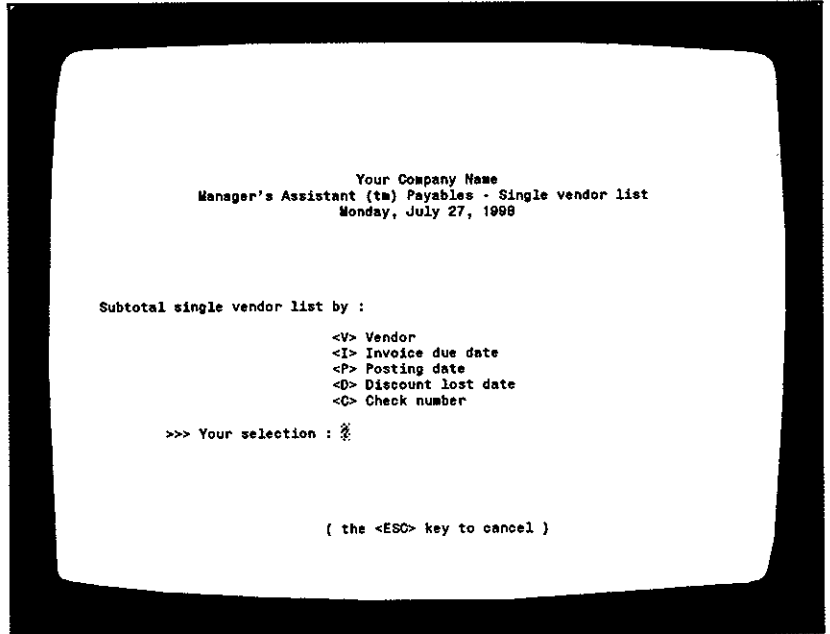 Your Company Name
Manager's Assistant (tm) Payables - Single vendor list
Monday, July 27, 1998
Subtotal single vendor list by :
<V> Vendor
<I> Invoice due date
<P> Posting date
<D> Discount lost date
<C> Check number
>>> Your selection :
( the <ESC> key to cancel )